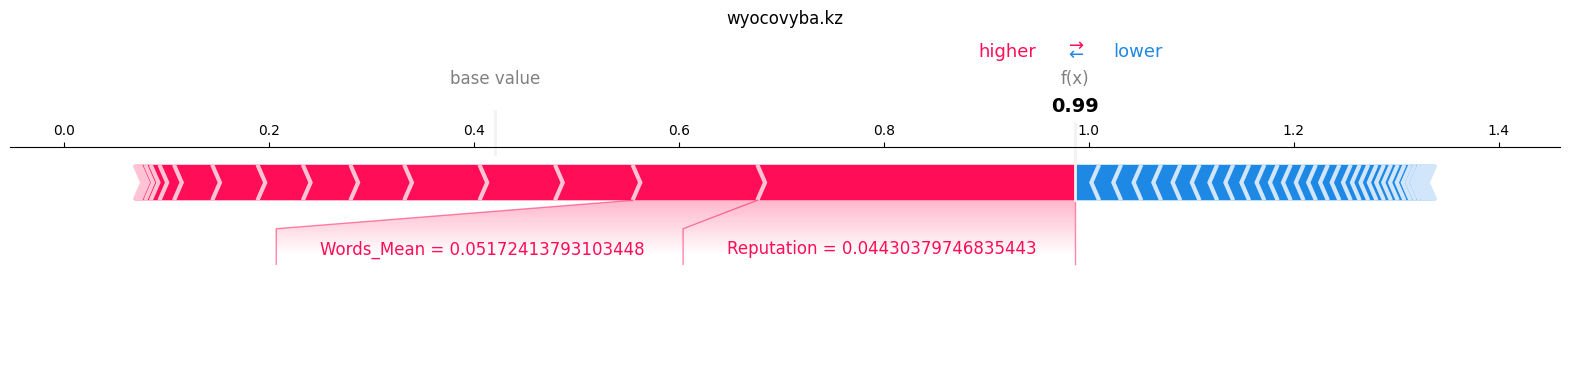 wyocovyba.kz
higher → ← lower
base value f(x)
0.99
0.0 0.2 0.4 0.6 0.8 1.0 1.2 1.4
Words_Mean = 0.05172413793103448 Reputation = 0.04430379746835443